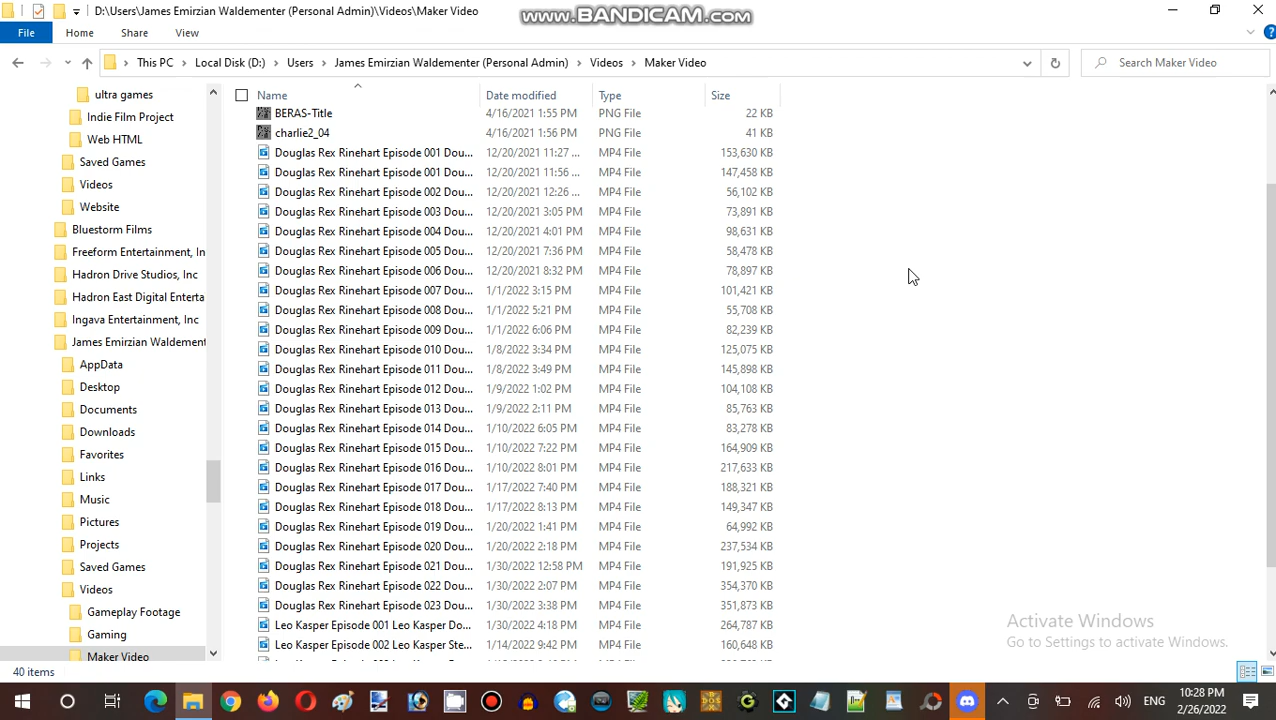 D:\Users\James Emirzian Waldementer (Personal Admin)\Videos\Maker Video
www.BANDICAM.com
File Home Share View
This PC Local Disk (D:) Users James Emirzian Waldementer (Personal Admin) Videos Maker Video
Search Maker Video
ultra games
Indie Film Project
Web HTML
Saved Games
Videos
Website
Bluestorm Films
Freeform Entertainment, In
Hadron Drive Studios, Inc
Hadron East Digital Enterta
Ingava Entertainment, Inc
James Emirzian Waldement
AppData
Desktop
Documents
Downloads
Favorites
Links
Music
Pictures
Projects
Saved Games
Videos
Gameplay Footage
Gaming
Maker Video
Name Date modified Type Size
BERAS-Title 4/16/2021 1:55 PM PNG File 22 KB
charlie2_04 4/16/2021 1:56 PM PNG File 41 KB
Douglas Rex Rinehart Episode 001 Dou... 12/20/2021 11:27 ... MP4 File 153,630 KB
Douglas Rex Rinehart Episode 001 Dou... 12/20/2021 11:56 ... MP4 File 147,458 KB
Douglas Rex Rinehart Episode 002 Dou... 12/20/2021 12:26 ... MP4 File 56,102 KB
Douglas Rex Rinehart Episode 003 Dou... 12/20/2021 3:05 PM MP4 File 73,891 KB
Douglas Rex Rinehart Episode 004 Dou... 12/20/2021 4:01 PM MP4 File 98,631 KB
Douglas Rex Rinehart Episode 005 Dou... 12/20/2021 7:36 PM MP4 File 58,478 KB
Douglas Rex Rinehart Episode 006 Dou... 12/20/2021 8:32 PM MP4 File 78,897 KB
Douglas Rex Rinehart Episode 007 Dou... 1/1/2022 3:15 PM MP4 File 101,421 KB
Douglas Rex Rinehart Episode 008 Dou... 1/1/2022 5:21 PM MP4 File 55,708 KB
Douglas Rex Rinehart Episode 009 Dou... 1/1/2022 6:06 PM MP4 File 82,239 KB
Douglas Rex Rinehart Episode 010 Dou... 1/8/2022 3:34 PM MP4 File 125,075 KB
Douglas Rex Rinehart Episode 011 Dou... 1/8/2022 3:49 PM MP4 File 145,898 KB
Douglas Rex Rinehart Episode 012 Dou... 1/9/2022 1:02 PM MP4 File 104,108 KB
Douglas Rex Rinehart Episode 013 Dou... 1/9/2022 2:11 PM MP4 File 85,763 KB
Douglas Rex Rinehart Episode 014 Dou... 1/10/2022 6:05 PM MP4 File 83,278 KB
Douglas Rex Rinehart Episode 015 Dou... 1/10/2022 7:22 PM MP4 File 164,909 KB
Douglas Rex Rinehart Episode 016 Dou... 1/10/2022 8:01 PM MP4 File 217,633 KB
Douglas Rex Rinehart Episode 017 Dou... 1/17/2022 7:40 PM MP4 File 188,321 KB
Douglas Rex Rinehart Episode 018 Dou... 1/17/2022 8:13 PM MP4 File 149,347 KB
Douglas Rex Rinehart Episode 019 Dou... 1/20/2022 1:41 PM MP4 File 64,992 KB
Douglas Rex Rinehart Episode 020 Dou... 1/20/2022 2:18 PM MP4 File 237,534 KB
Douglas Rex Rinehart Episode 021 Dou... 1/30/2022 12:58 PM MP4 File 191,925 KB
Douglas Rex Rinehart Episode 022 Dou... 1/30/2022 2:07 PM MP4 File 354,370 KB
Douglas Rex Rinehart Episode 023 Dou... 1/30/2022 3:38 PM MP4 File 351,873 KB
Leo Kasper Episode 001 Leo Kasper Do... 1/30/2022 4:18 PM MP4 File 264,787 KB
Leo Kasper Episode 002 Leo Kasper Ste... 1/14/2022 9:42 PM MP4 File 160,648 KB
Activate Windows
Go to Settings to activate Windows.
40 items
ENG
10:28 PM
2/26/2022